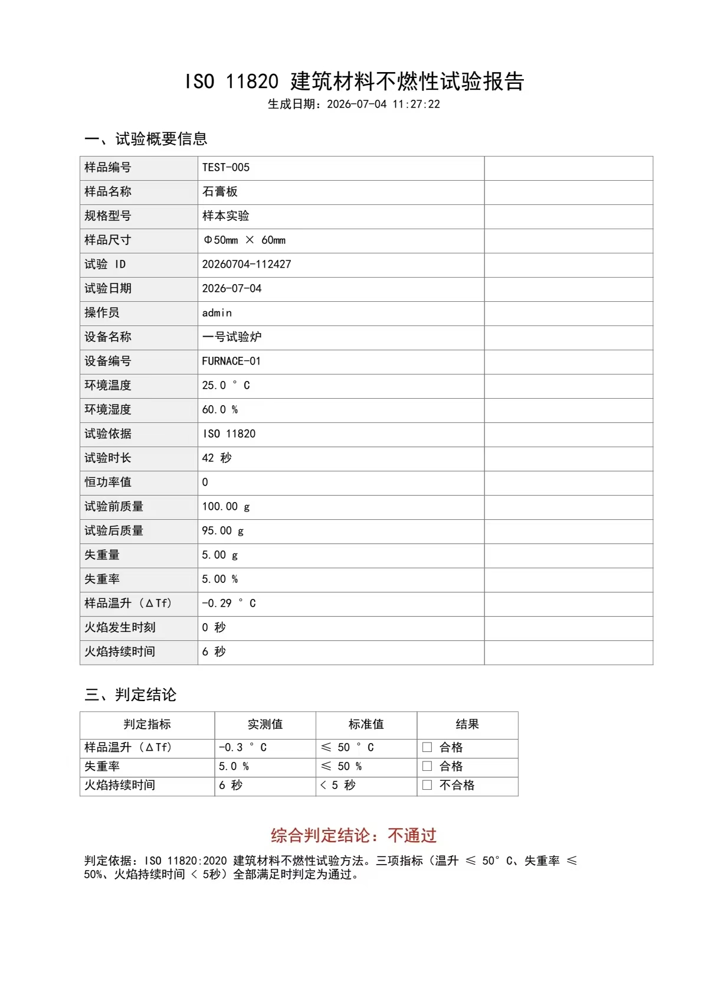 ISO 11820 建筑材料不燃性试验报告
生成日期：2026-07-04 11:27:22
一、试验概要信息
样品编号 TEST-005
样品名称 石膏板
规格型号 样本实验
样品尺寸 Φ50mm × 60mm
试验 ID 20260704-112427
试验日期 2026-07-04
操作员 admin
设备名称 一号试验炉
设备编号 FURNACE-01
环境温度 25.0 °C
环境湿度 60.0 %
试验依据 ISO 11820
试验时长 42 秒
恒功率值 0
试验前质量 100.00 g
试验后质量 95.00 g
失重量 5.00 g
失重率 5.00 %
样品温升（ΔTf） -0.29 °C
火焰发生时刻 0 秒
火焰持续时间 6 秒
三、判定结论
判定指标 实测值 标准值 结果
样品温升（ΔTf） -0.3 °C ≤ 50 °C □ 合格
失重率 5.0 % ≤ 50 % □ 合格
火焰持续时间 6 秒 < 5 秒 □ 不合格
综合判定结论：不通过
判定依据：ISO 11820:2020 建筑材料不燃性试验方法。三项指标（温升 ≤ 50°C、失重率 ≤
50%、火焰持续时间 < 5秒）全部满足时判定为通过。